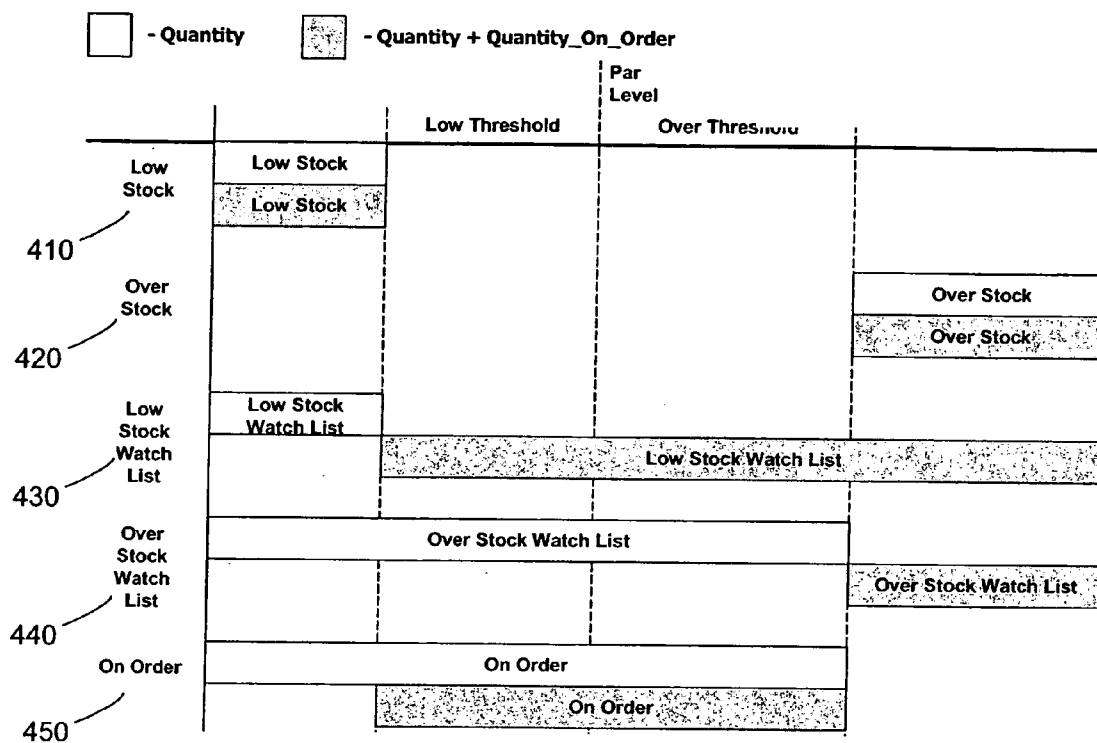 - Quantity
- Quantity + Quantity_On_Order
Par
Level
Low Threshold
Over Threshold
Low
Stock
Low Stock
Low Stock
410
Over
Stock
Over Stock
Over Stock
420
Low
Stock
Watch
List
Low Stock
Watch List
Low Stock Watch List
430
Over
Stock
Watch
List
Over Stock Watch List
Over Stock Watch List
440
On Order
On Order
On Order
450